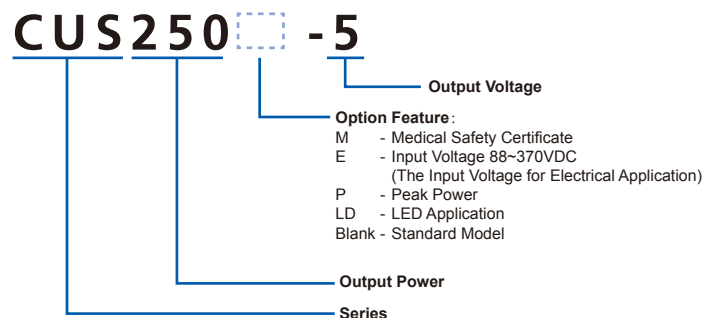 CUS250 -5
Output Voltage
Option Feature:
M - Medical Safety Certificate
E - Input Voltage 88~370VDC
(The Input Voltage for Electrical Application)
P - Peak Power
LD - LED Application
Blank - Standard Model
Output Power
Series